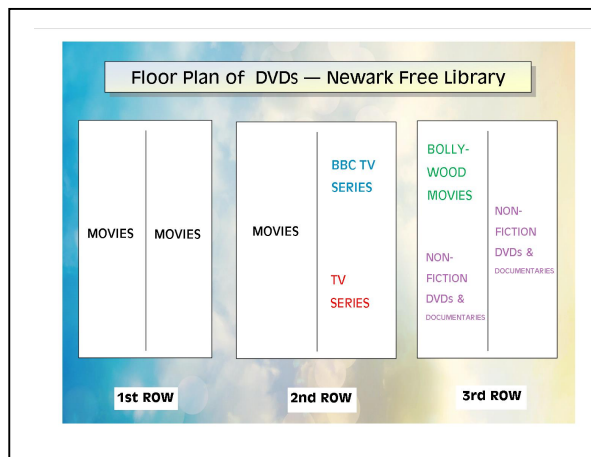 Floor Plan of DVDs — Newark Free Library
MOVIES
MOVIES
1st ROW
MOVIES
BBC TV
SERIES
TV
SERIES
2nd ROW
BOLLY-
WOOD
MOVIES
NON-
FICTION
DVDs &
DOCUMENTARIES
NON-
FICTION
DVDs &
DOCUMENTARIES
3rd ROW